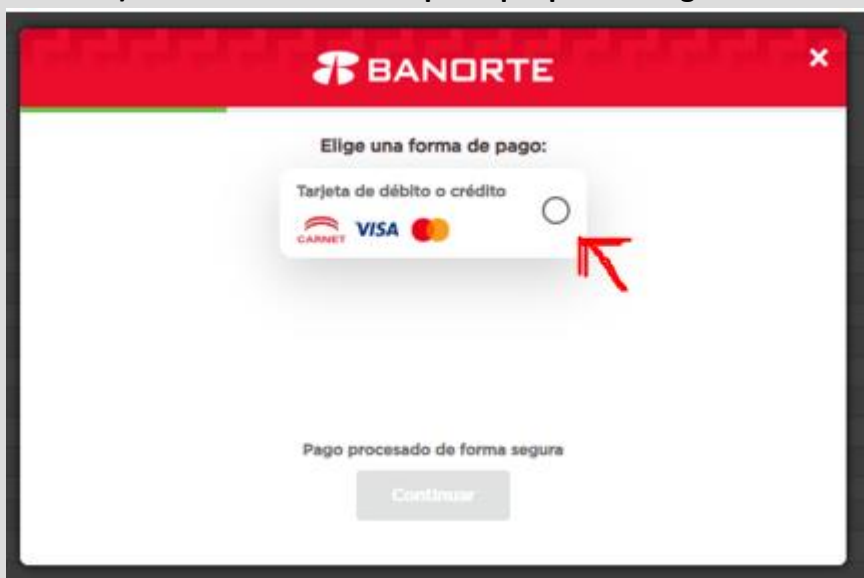 BANORTE
Elige una forma de pago:
Tarjeta de débito o crédito
CARNET VISA
Pago procesado de forma segura
Continuar